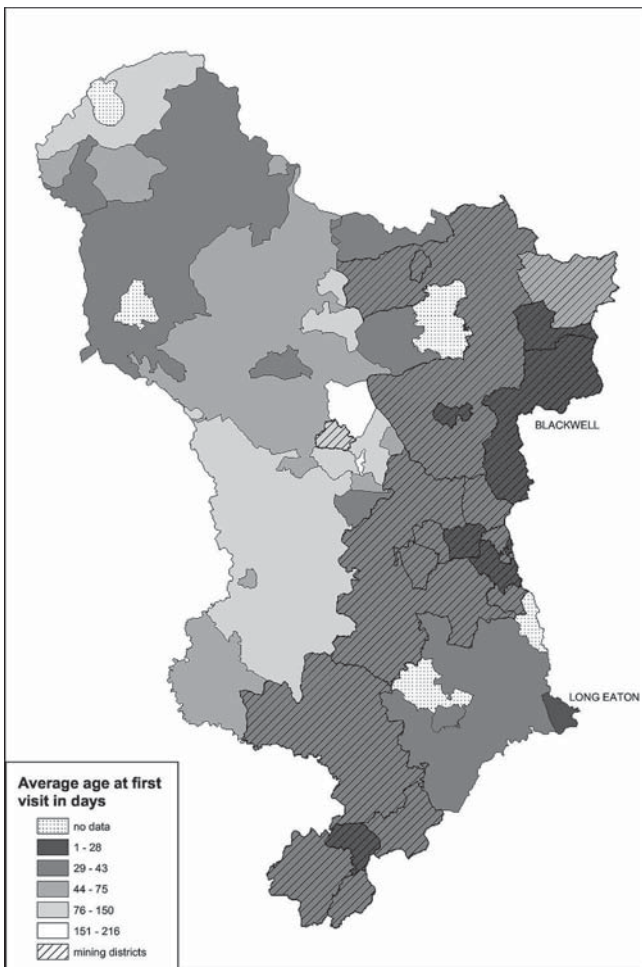 BLACKWELL
LONG EATON
Average age at first
visit in days
no data
1 - 28
29 - 43
44 - 75
76 - 150
151 - 216
mining districts